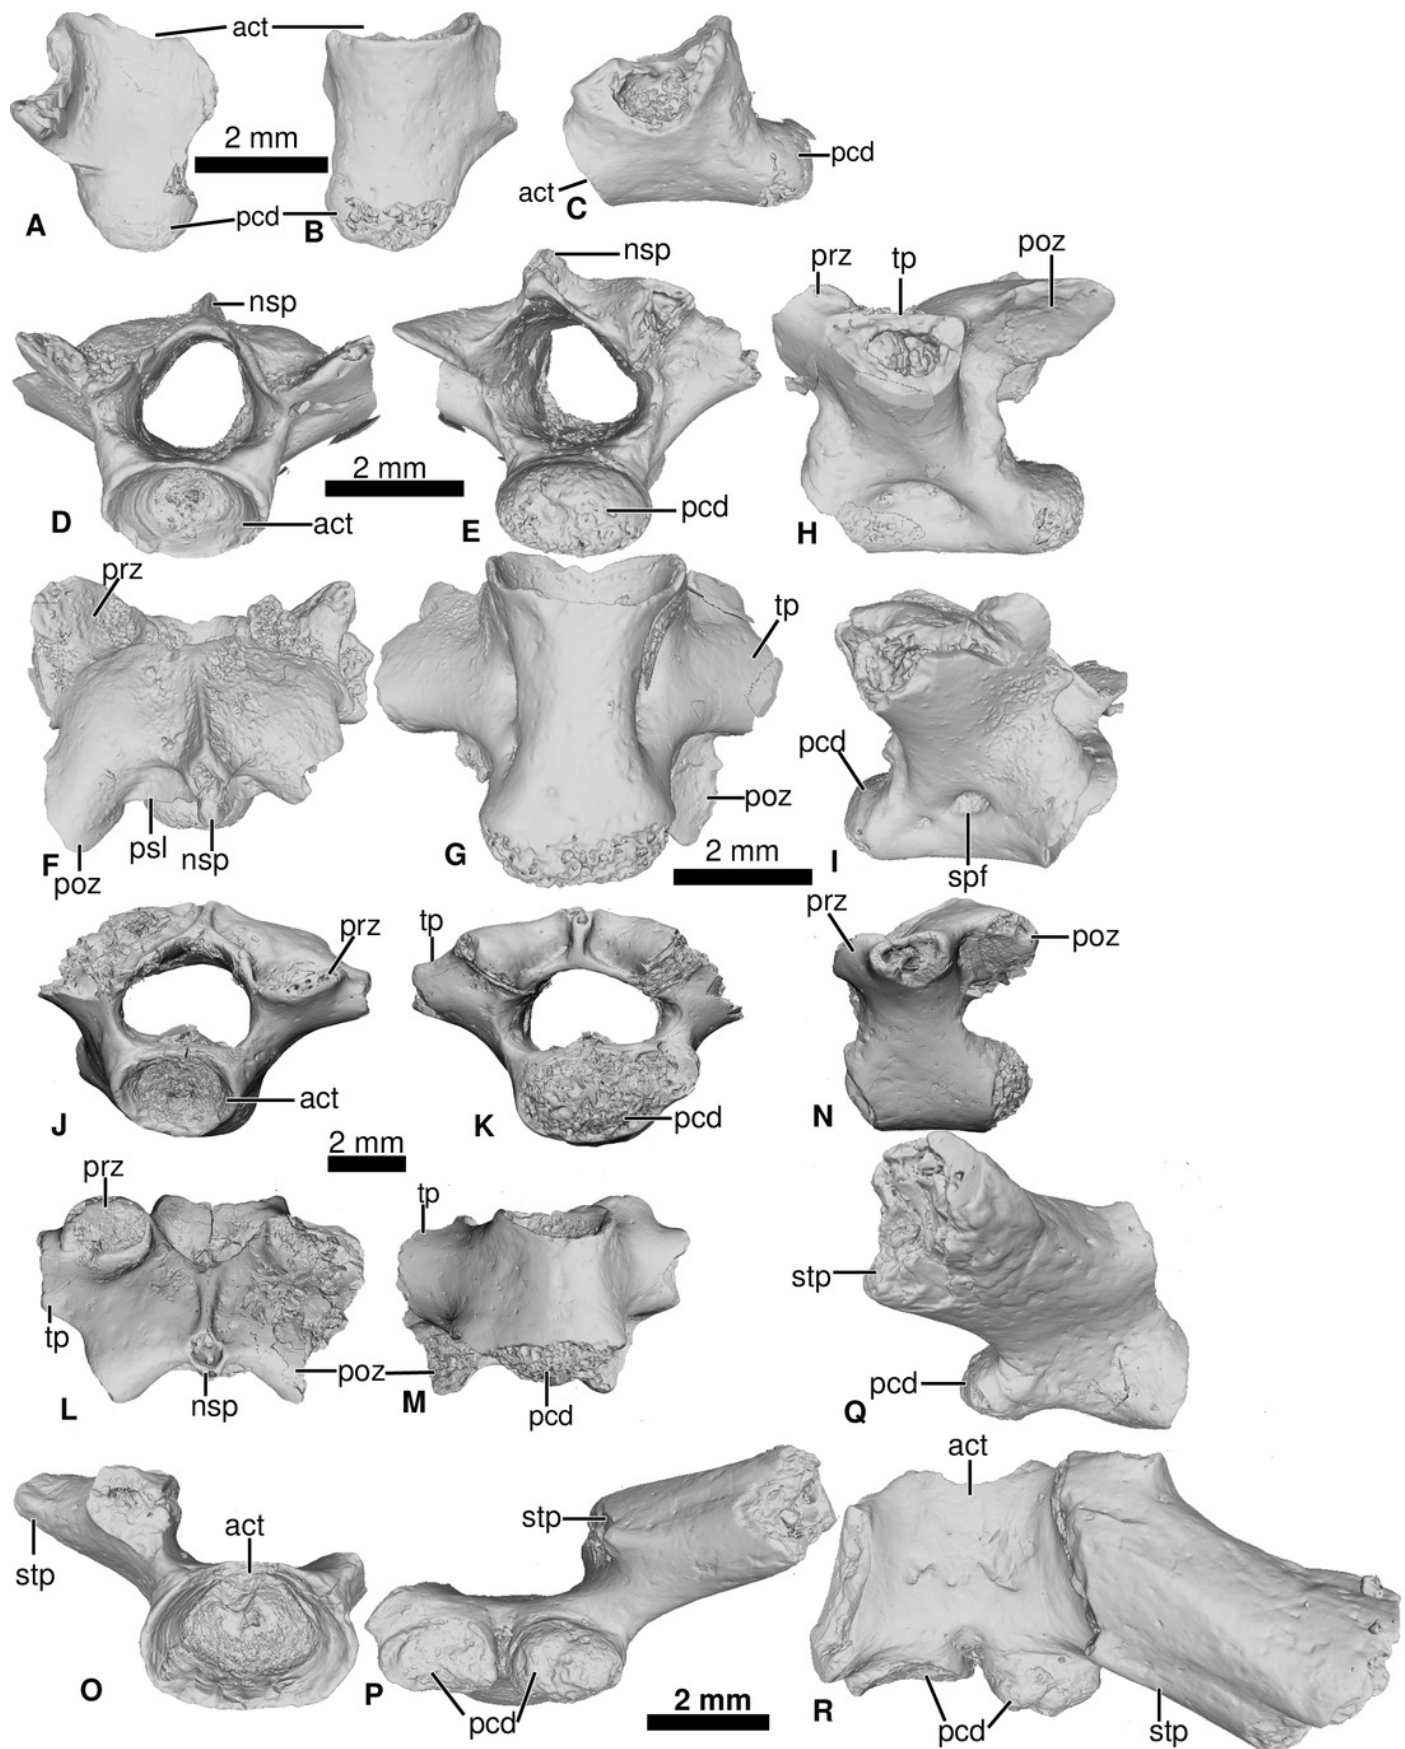 act
2 mm
act
pcd
A
pcd
B
C
nsp
nsp
prz
tp
poz
2 mm
D
act
E
pcd
H
prz
tp
pcd
F
psl
nsp
poz
G
poz
2 mm
I
spf
prz
tp
prz
poz
J
act
K
pcd
N
2 mm
prz
tp
stp
tp
L
nsp
poz
M
pcd
pcd
Q
act
stp
act
stp
O
P
pcd
2 mm
R
pcd
stp